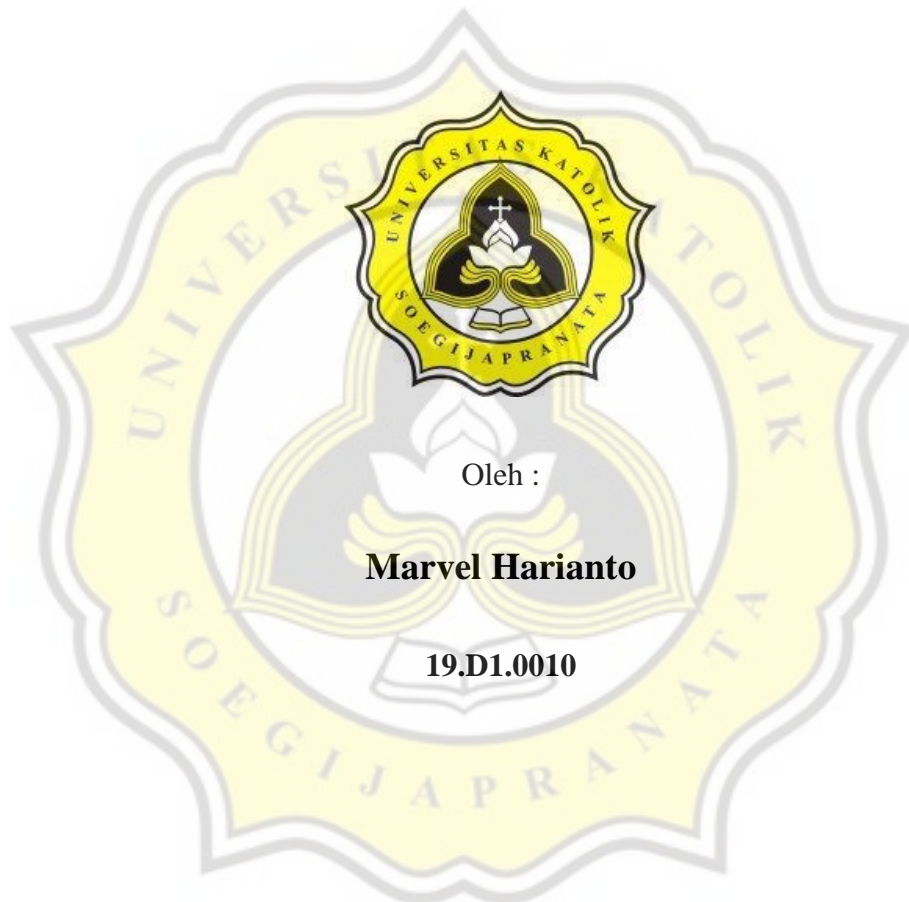 UNIVERSITAS KATOLIK
SOEGIJAPRANATA
UNIVERSITAS KATOLIK
SOEGIJAPRANATA
Oleh :
Marvel Harianto
19.D1.0010